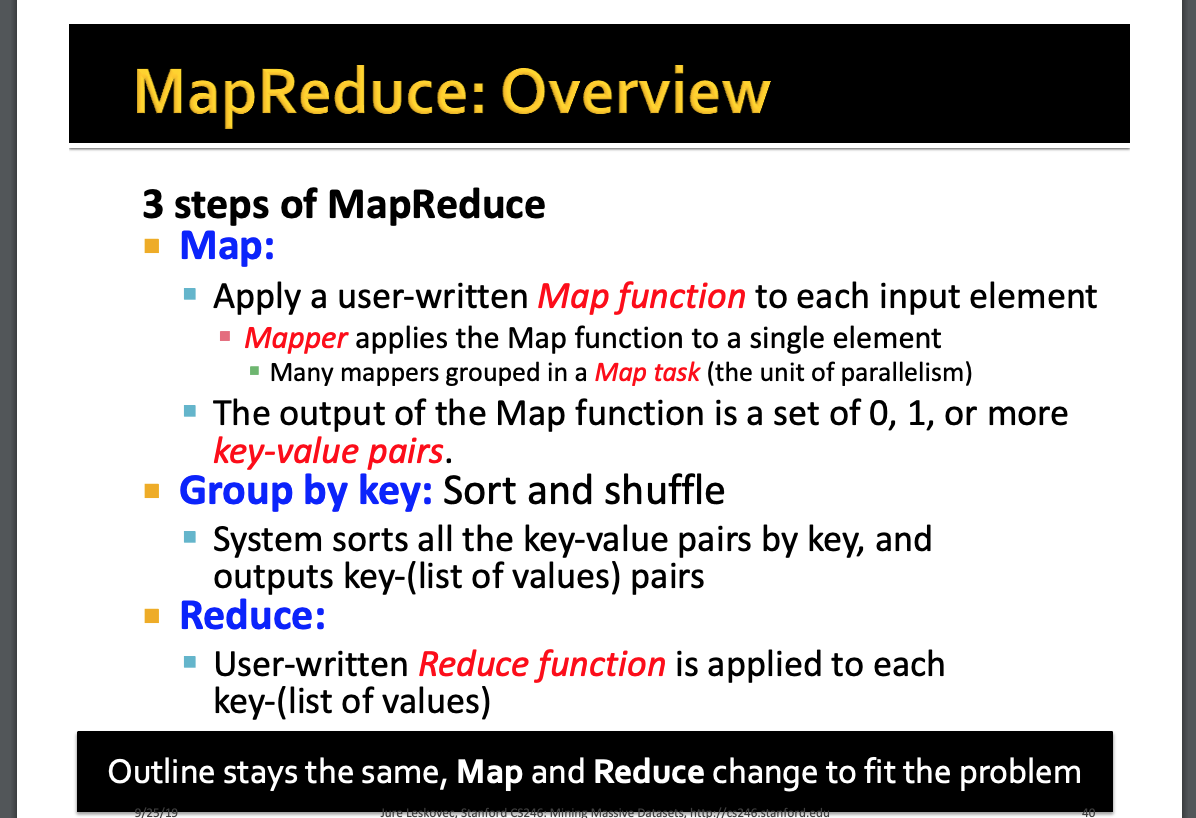 MapReduce: Overview
3 steps of MapReduce
Map:
Apply a user-written Map function to each input element
Mapper applies the Map function to a single element
Many mappers grouped in a Map task (the unit of parallelism)
The output of the Map function is a set of 0, 1, or more
key-value pairs.
Group by key: Sort and shuffle
System sorts all the key-value pairs by key, and
outputs key-(list of values) pairs
Reduce:
User-written Reduce function is applied to each
key-(list of values)
Outline stays the same, Map and Reduce change to fit the problem
9/25/19 Jure Leskovec, Stanford CS246: Mining Massive Datasets, http://cs246.stanford.edu 40